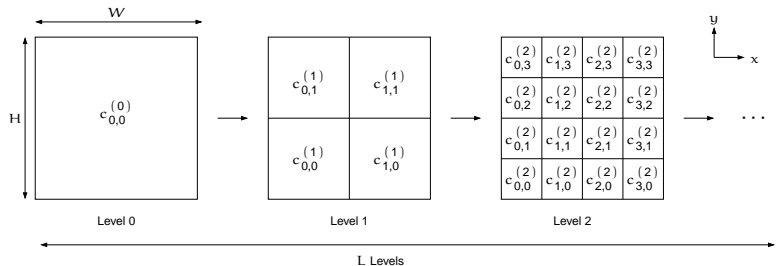 W
y
x
H
c_{0,0}^{(0)}
c_{0,1}^{(1)} c_{1,1}^{(1)}
c_{0,0}^{(1)} c_{1,0}^{(1)}
c_{0,3}^{(2)} c_{1,3}^{(2)} c_{2,3}^{(2)} c_{3,3}^{(2)}
c_{0,2}^{(2)} c_{1,2}^{(2)} c_{2,2}^{(2)} c_{3,2}^{(2)}
c_{0,1}^{(2)} c_{1,1}^{(2)} c_{2,1}^{(2)} c_{3,1}^{(2)}
c_{0,0}^{(2)} c_{1,0}^{(2)} c_{2,0}^{(2)} c_{3,0}^{(2)}
...
Level 0
Level 1
Level 2
L Levels